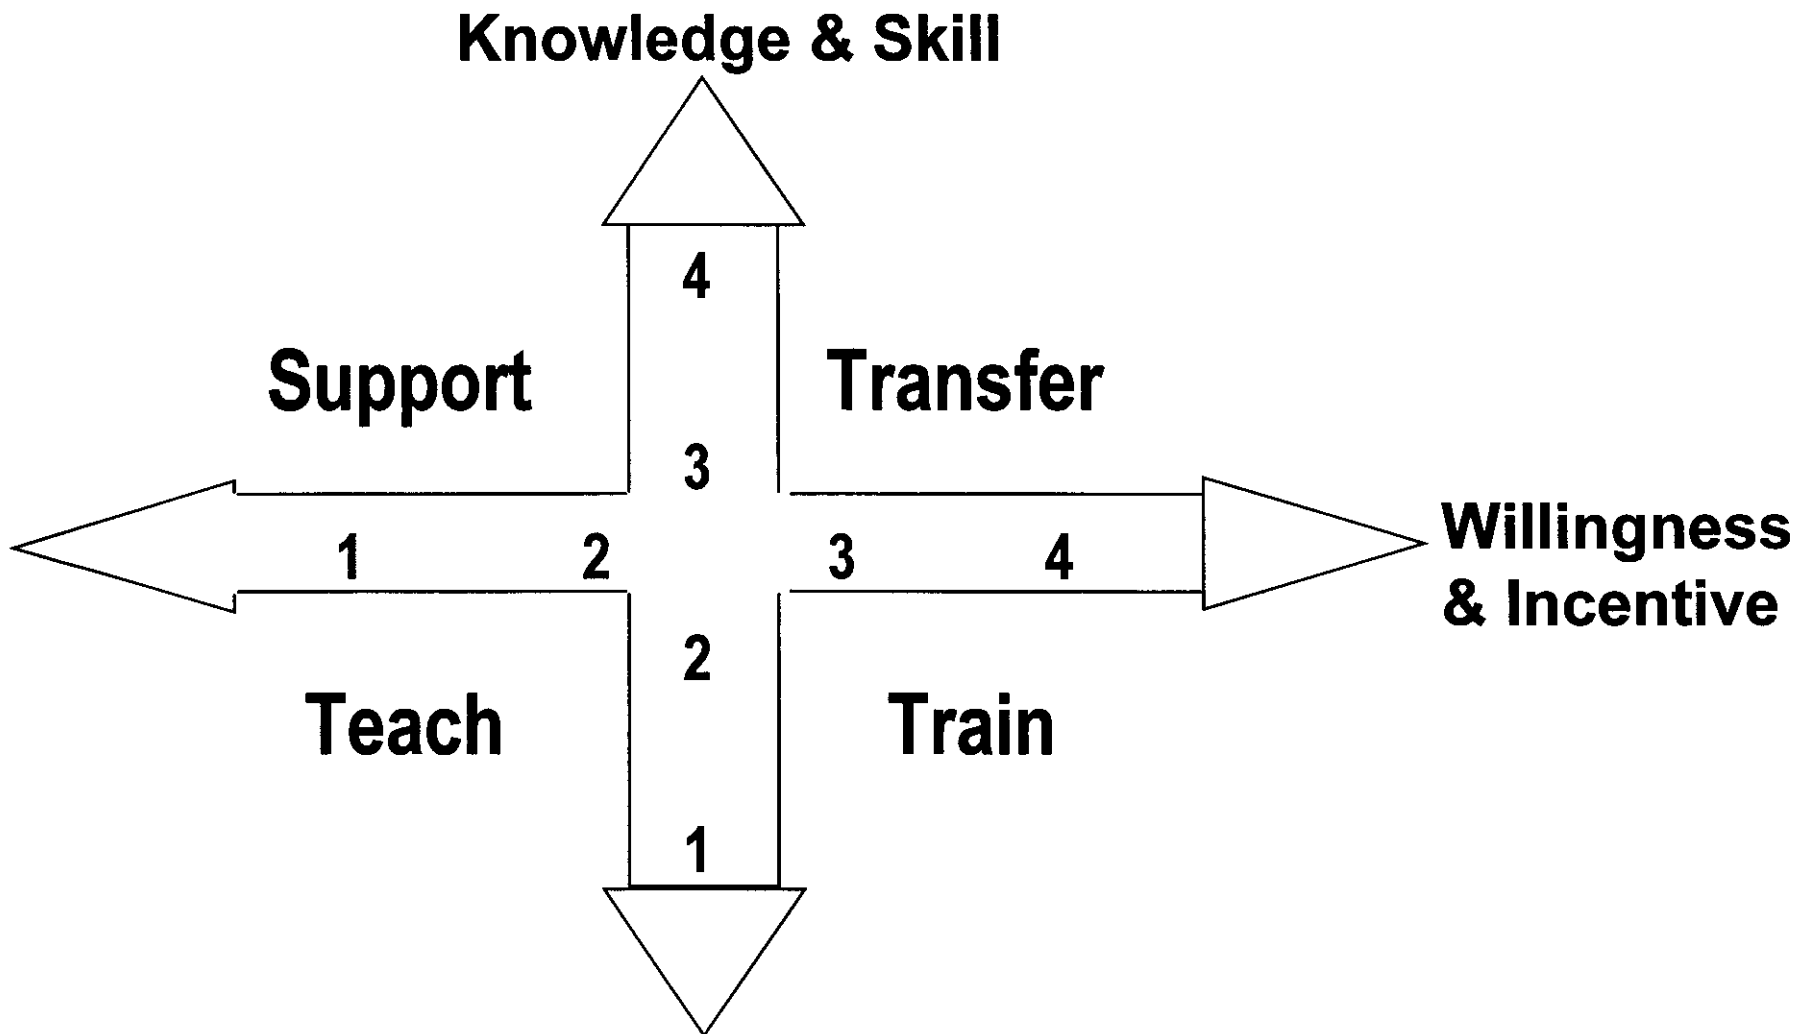 Knowledge & Skill
4
Support
Transfer
3
1
2
3
4
Willingness
& Incentive
2
Teach
Train
1